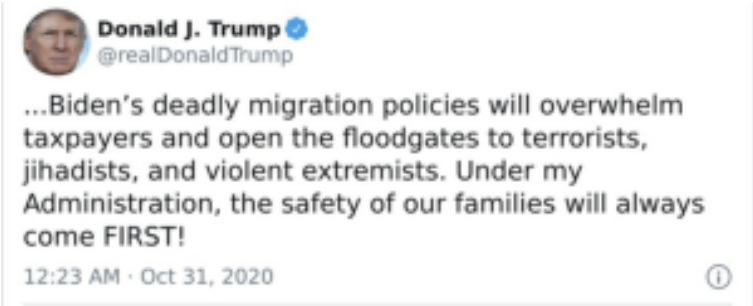 Donald J. Trump
@realDonaldTrump
...Biden's deadly migration policies will overwhelm
taxpayers and open the floodgates to terrorists,
jihadists, and violent extremists. Under my
Administration, the safety of our families will always
come FIRST!
12:23 AM · Oct 31, 2020